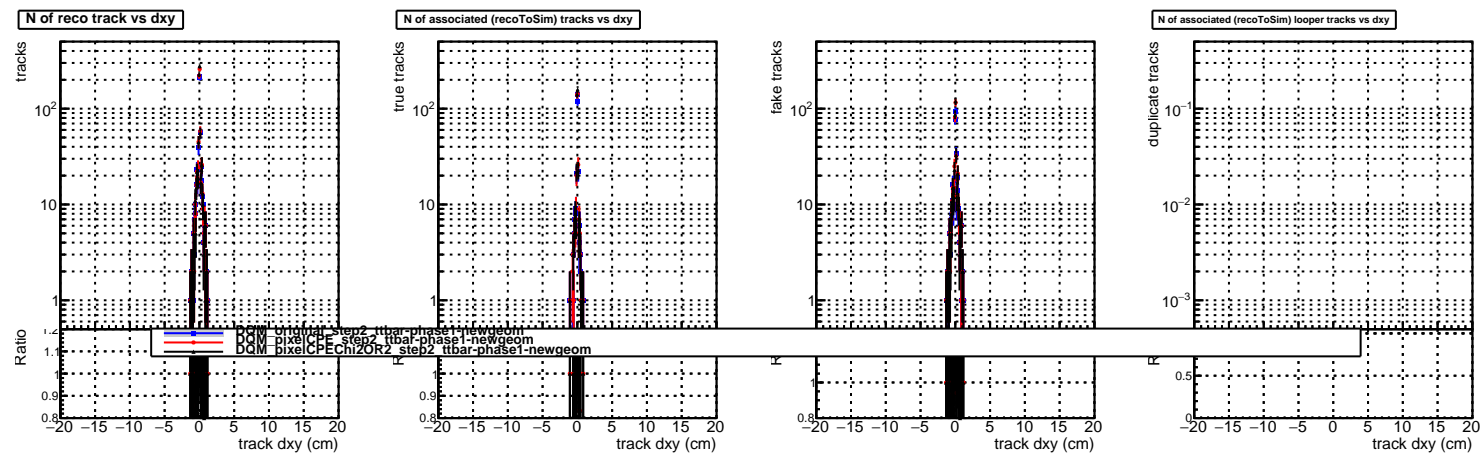 N of reco track vs dxy
N of associated (recoToSim) tracks vs dxy
N of associated (recoToSim) looper tracks vs dxy
tracks
true tracks
fake tracks
duplicate tracks
10²
10
1
10²
10
1
10²
10
1
10⁻¹
10⁻²
10⁻³
DQM_original_step2_ttbar-phase1-newgeom
DQM_pixelCPE_step2_ttbar-phase1-newgeom
DQM_pixelCPEChi2OR2_step2_ttbar-phase1-newgeom
Ratio
1.2
1.1
1
0.9
0.8
1
0.8
0.5
0
−20 −15 −10 −5 0 5 10 15 20
−20 −15 −10 −5 0 5 10 15 20
−20 −15 −10 −5 0 5 10 15 20
−20 −15 −10 −5 0 5 10 15 20
track dxy (cm)
track dxy (cm)
track dxy (cm)
track dxy (cm)